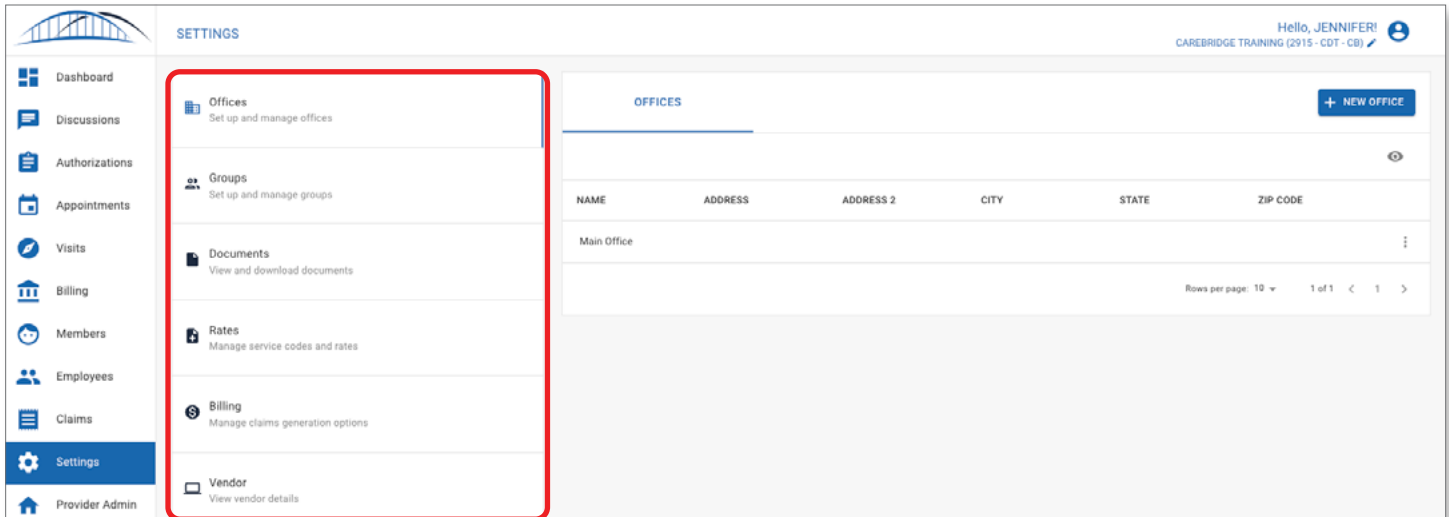 SETTINGS
Hello, JENNIFER!
CAREBRIDGE TRAINING (2915 - CDT - CB)
Dashboard
Discussions
Authorizations
Appointments
Visits
Billing
Members
Employees
Claims
Settings
Provider Admin
Offices
Set up and manage offices
Groups
Set up and manage groups
Documents
View and download documents
Rates
Manage service codes and rates
Billing
Manage claims generation options
Vendor
View vendor details
OFFICES
+ NEW OFFICE
NAME ADDRESS ADDRESS 2 CITY STATE ZIP CODE
Main Office
Rows per page: 10 1 of 1 < 1 >